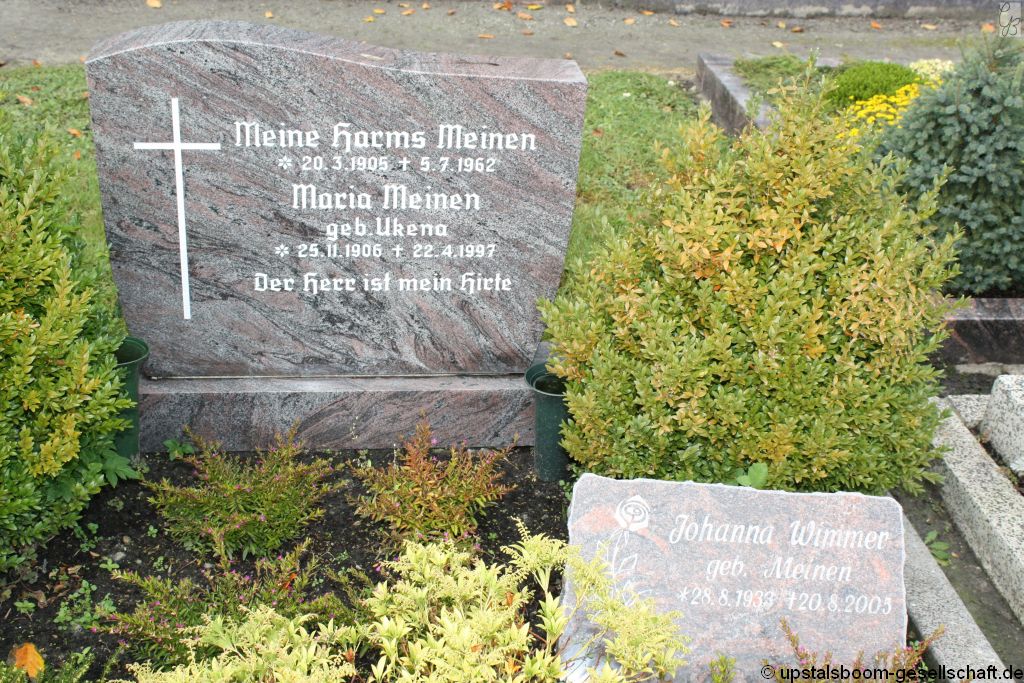 Meine Harms Meinen
* 20.3.1905 † 5.7.1962
Maria Meinen
geb. Ukena
* 25.11.1906 † 22.4.1997
Der Herr ist mein Hirte
Johanna Wimmer
geb. Meinen
*28.8.1933 †20.8.2005
©upstalsboom-gesellschaft.de